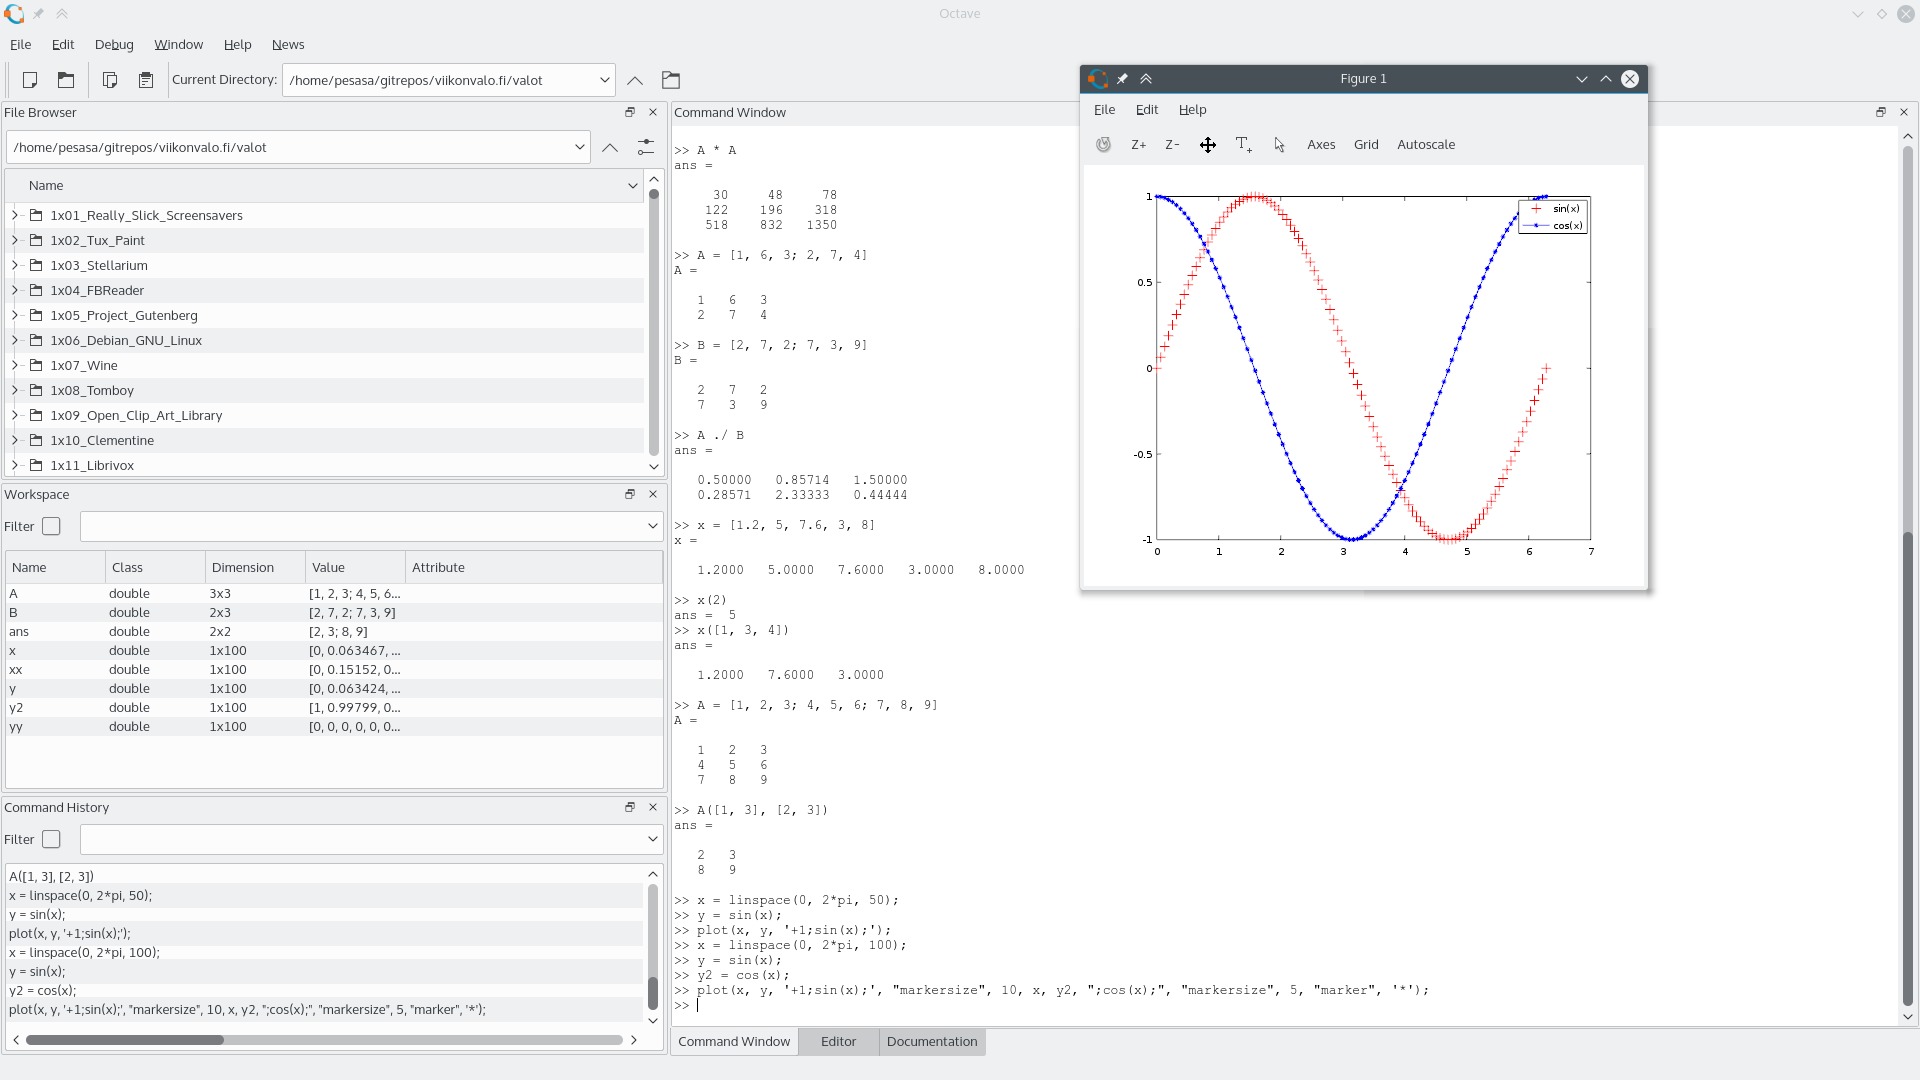 Octave
File Edit Debug Window Help News
Current Directory: /home/pesasa/gitrepos/viikonvalo.fi/valot
File Browser
/home/pesasa/gitrepos/viikonvalo.fi/valot
Name
1x01_Really_Slick_Screensavers
1x02_Tux_Paint
1x03_Stellarium
1x04_FBReader
1x05_Project_Gutenberg
1x06_Debian_GNU_Linux
1x07_Wine
1x08_Tomboy
1x09_Open_Clip_Art_Library
1x10_Clementine
1x11_Librivox
Workspace
Filter
Name Class Dimension Value Attribute
A double 3x3 [1, 2, 3; 4, 5, 6...
B double 2x3 [2, 7, 2; 7, 3, 9]
ans double 2x2 [2, 3; 8, 9]
x double 1x100 [0, 0.063467, ...
xx double 1x100 [0, 0.15152, 0...
y double 1x100 [0, 0.063424, ...
y2 double 1x100 [1, 0.99799, 0...
yy double 1x100 [0, 0, 0, 0, 0, 0...
Command History
Filter
A([1, 3], [2, 3])
x = linspace(0, 2*pi, 50);
y = sin(x);
plot(x, y, '+1;sin(x);');
x = linspace(0, 2*pi, 100);
y = sin(x);
y2 = cos(x);
plot(x, y, '+1;sin(x);', "markersize", 10, x, y2, ";cos(x);", "markersize", 5, "marker", '*');
Command Window
>> A * A
ans =
30 48 78
122 196 318
518 832 1350
>> A = [1, 6, 3; 2, 7, 4]
A =
1 6 3
2 7 4
>> B = [2, 7, 2; 7, 3, 9]
B =
2 7 2
7 3 9
>> A ./ B
ans =
0.50000 0.85714 1.50000
0.28571 2.33333 0.44444
>> x = [1.2, 5, 7.6, 3, 8]
x =
1.2000 5.0000 7.6000 3.0000 8.0000
>> x(2)
ans = 5
>> x([1, 3, 4])
ans =
1.2000 7.6000 3.0000
>> A = [1, 2, 3; 4, 5, 6; 7, 8, 9]
A =
1 2 3
4 5 6
7 8 9
>> A([1, 3], [2, 3])
ans =
2 3
8 9
>> x = linspace(0, 2*pi, 50);
>> y = sin(x);
>> plot(x, y, '+1;sin(x);');
>> x = linspace(0, 2*pi, 100);
>> y = sin(x);
>> y2 = cos(x);
>> plot(x, y, '+1;sin(x);', "markersize", 10, x, y2, ";cos(x);", "markersize", 5, "marker", '*');
>>
Command Window Editor Documentation
Figure 1
File Edit Help
Z+ Z- Axes Grid Autoscale
sin(x)
cos(x)
1
0.5
0
-0.5
-1
0 1 2 3 4 5 6 7